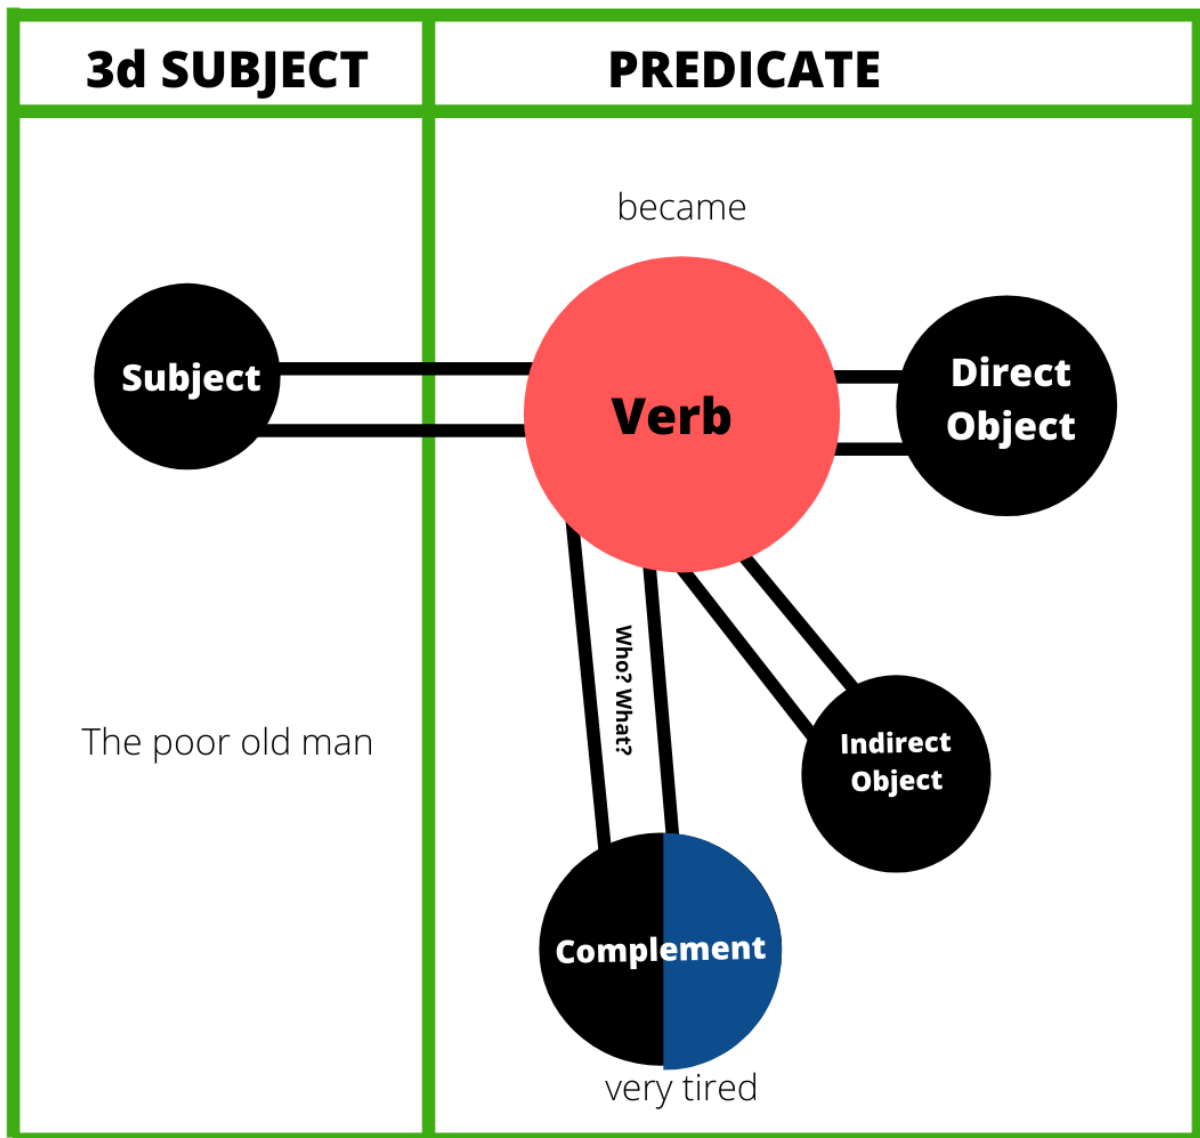 3d SUBJECT
PREDICATE
became
Subject
Verb
Direct
Object
Who? What?
The poor old man
Indirect
Object
Complement
very tired